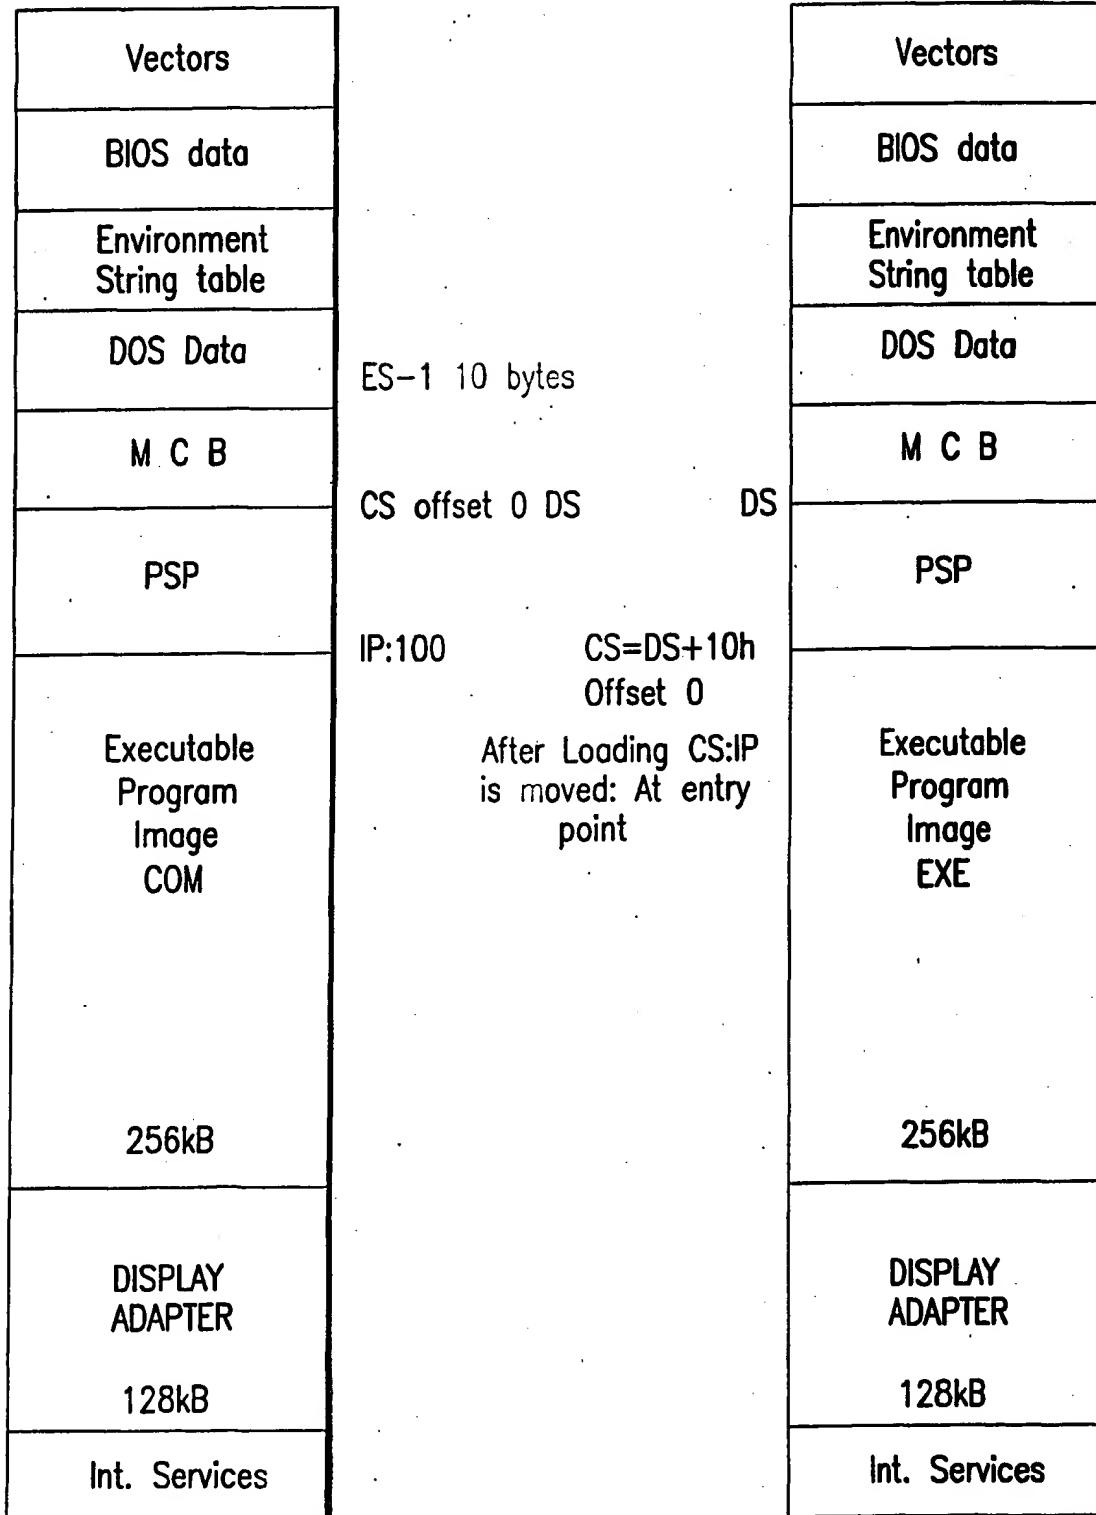 Vectors
BIOS data
Environment
String table
DOS Data
M C B
PSP
Executable
Program
Image
COM
256kB
DISPLAY
ADAPTER
128kB
Int. Services
ES-1 10 bytes
CS offset 0 DS
DS
IP:100
CS=DS+10h
Offset 0
After Loading CS:IP
is moved: At entry
point
Vectors
BIOS data
Environment
String table
DOS Data
M C B
PSP
Executable
Program
Image
EXE
256kB
DISPLAY
ADAPTER
128kB
Int. Services